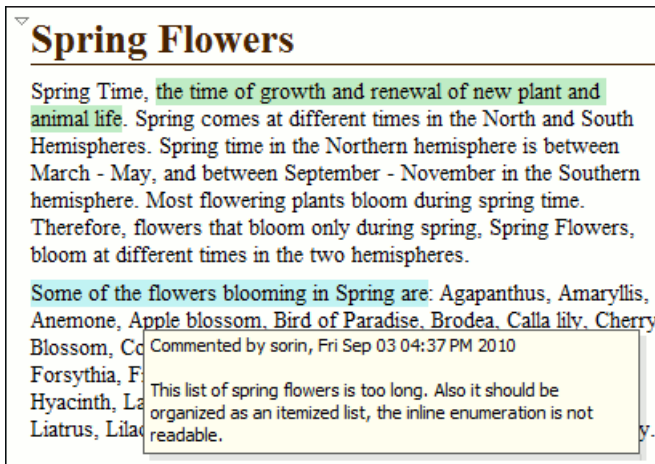 Spring Flowers
Spring Time, the time of growth and renewal of new plant and
animal life. Spring comes at different times in the North and South
Hemispheres. Spring time in the Northern hemisphere is between
March - May, and between September - November in the Southern
hemisphere. Most flowering plants bloom during spring time.
Therefore, flowers that bloom only during spring, Spring Flowers,
bloom at different times in the two hemispheres.
Some of the flowers blooming in Spring are: Agapanthus, Amaryllis,
Anemone, Apple blossom, Bird of Paradise, Brodea, Calla lily, Cherry
Blossom,
Forsythia,
Hyacinth,
Liatrus,
Commented by sorin, Fri Sep 03 04:37 PM 2010
This list of spring flowers is too long. Also it should be
organized as an itemized list, the inline enumeration is not
readable.